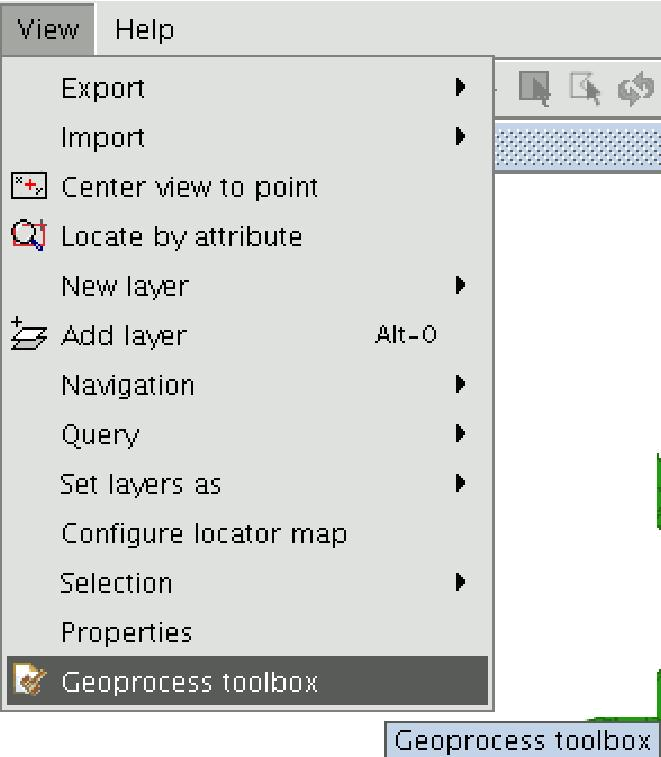 View Help
Export
Import
Center view to point
Locate by attribute
New layer
Add layer Alt-O
Navigation
Query
Set layers as
Configure locator map
Selection
Properties
Geoprocess toolbox
Geoprocess toolbox